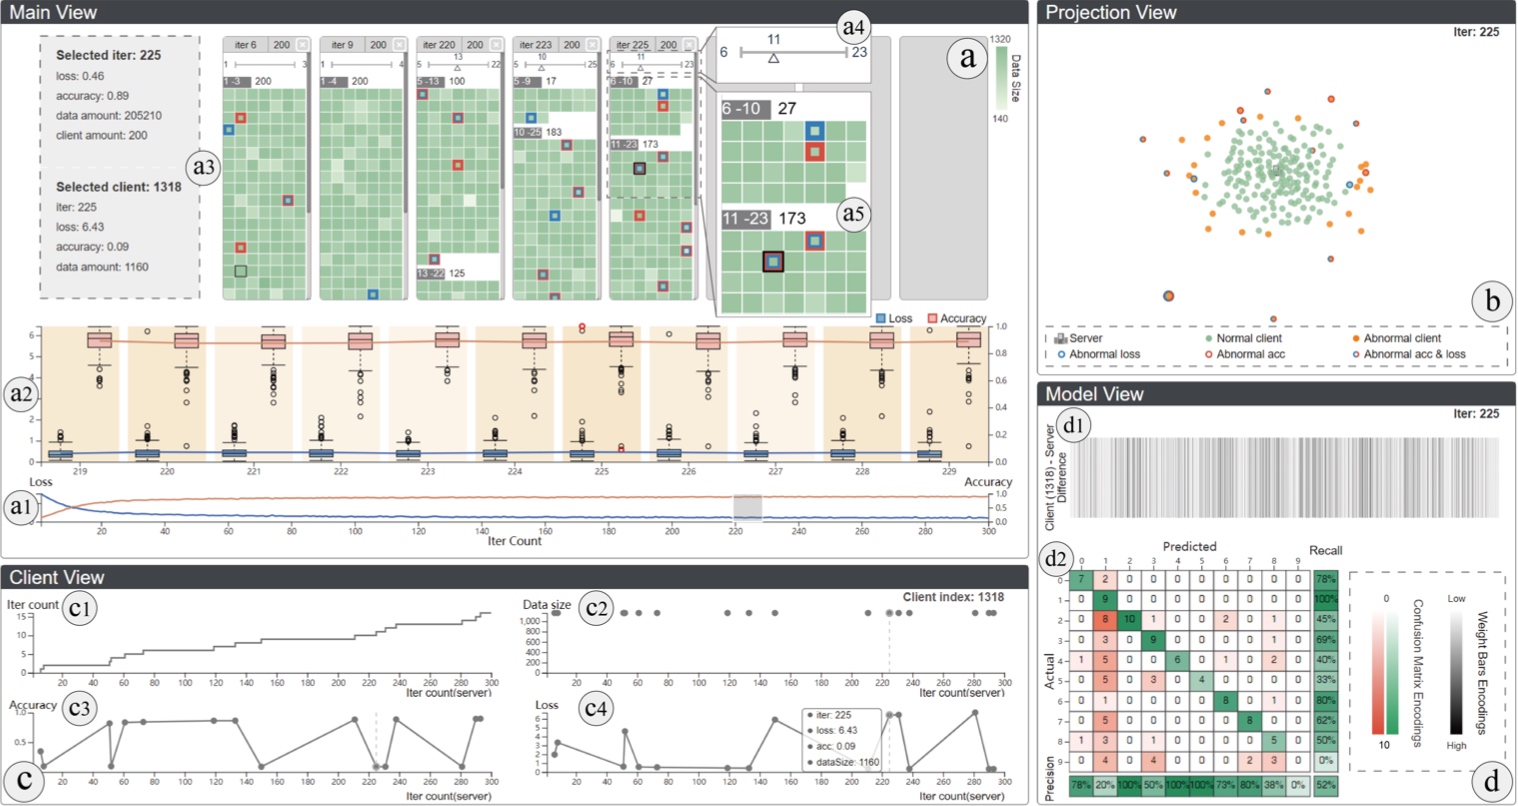 Main View
Selected iter: 225
loss: 0.46
accuracy: 0.89
data amount: 205210
client amount: 200
Selected client: 1318
iter: 225
loss: 6.43
accuracy: 0.09
data amount: 1160
a3
iter 6 200
1 3
1 -3 200
iter 9 200
1 4
1 -4 200
iter 220 200
13
5 22
5 -13 100
13 -22 125
iter 223 200
10
5 25
5 -9 17
10 -25 183
iter 225 200
11
6 23
6 -10 27
11 -23 173
a4
11
6 23
6 -10 27
a5
11 -23 173
a
1320
Data Size
140
Loss Accuracy
a2
6
5
4
2
1
0
1.0
0.8
0.6
0.4
0.2
0.0
219 220 221 222 223 224 225 226 227 228 229
Loss Accuracy
a1
1.0
0.5
0.0
20 40 60 80 100 120 140 160 180 200 220 240 260 280 300
Iter Count
Client View
Client index: 1318
Iter count
c1
15
10
5
0
20 40 60 80 100 120 140 160 180 200 220 240 260 280 300
Iter count(server)
Data size
c2
1,000
800
600
400
200
0
20 40 60 80 100 120 140 160 180 200 220 240 260 280 300
Iter count(server)
Accuracy
c3
1.0
0.5
20 40 60 80 100 120 140 160 180 200 220 240 260 280 300
Iter count(server)
c
Loss
c4
6
5
4
3
2
1
0
iter: 225
loss: 6.43
acc: 0.09
dataSize: 1160
20 40 60 80 100 120 140 160 180 200 220 240 260 280 300
Iter count(server)
Projection View
Iter: 225
b
Server Normal client Abnormal client
Abnormal loss Abnormal acc Abnormal acc & loss
Model View
Iter: 225
d1
Client (1318) - Server
Difference
d2
Predicted
Recall
0 1 2 3 4 5 6 7 8 9
Actual
0 7 2 0 0 0 0 0 0 0 0 78%
1 0 9 0 0 0 0 0 0 0 0 100%
2 0 8 10 1 0 0 2 0 1 0 45%
3 0 3 0 9 0 0 0 0 1 0 69%
4 1 5 0 0 6 0 1 0 2 0 40%
5 0 5 0 3 0 4 0 0 0 0 33%
6 0 1 0 0 0 0 8 0 1 0 80%
7 0 5 0 0 0 0 0 8 0 0 62%
8 1 3 0 1 0 0 0 0 5 0 50%
9 0 4 0 4 0 0 0 2 3 0 0%
Precision
78% 20% 100% 50% 100% 100% 73% 80% 38% 0% 52%
0
10
Confusion Matrix Encodings
Low
High
Weight Bars Encodings
d